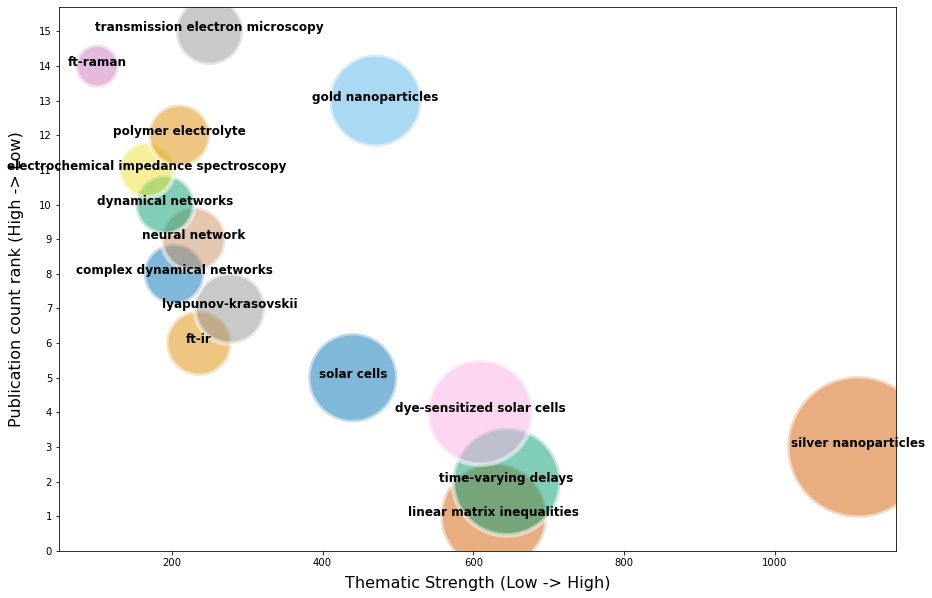 transmission electron microscopy
ft-raman
gold nanoparticles
polymer electrolyte
electrochemical impedance spectroscopy
dynamical networks
neural network
complex dynamical networks
lyapunov-krasovskii
ft-ir
solar cells
dye-sensitized solar cells
silver nanoparticles
time-varying delays
linear matrix inequalities
15
14
13
12
11
10
9
8
7
6
5
4
3
2
1
0
200
400
600
800
1000
Publication count rank (High -> Low)
Thematic Strength (Low -> High)